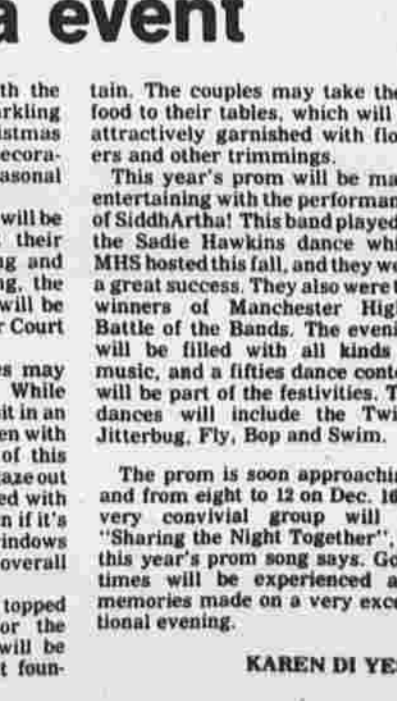 a event
th the
rkling
istmas
ecora-
asonal
will be
their
ng and
ng, the
will be
r Court
es may
While
it in an
en with
of this
aze out
ed with
n if it's
indows
overall
topped
or the
will be
t foun-
tain. The couples may take the
food to their tables, which will
attractively garnished with flo
ers and other trimmings.
This year's prom will be ma
entertaining with the performan
of SiddhArtha! This band played
the Sadie Hawkins dance whi
MHS hosted this fall, and they we
a great success. They also were t
winners of Manchester Hig
Battle of the Bands. The eveni
will be filled with all kinds
music, and a fifties dance conte
will be part of the festivities. T
dances will include the Twi
Jitterbug, Fly, Bop and Swim.
The prom is soon approachin
and from eight to 12 on Dec. 16
very convivial group will
"Sharing the Night Together",
this year's prom song says. Go
times will be experienced a
memories made on a very exce
tional evening.
KAREN DI YE